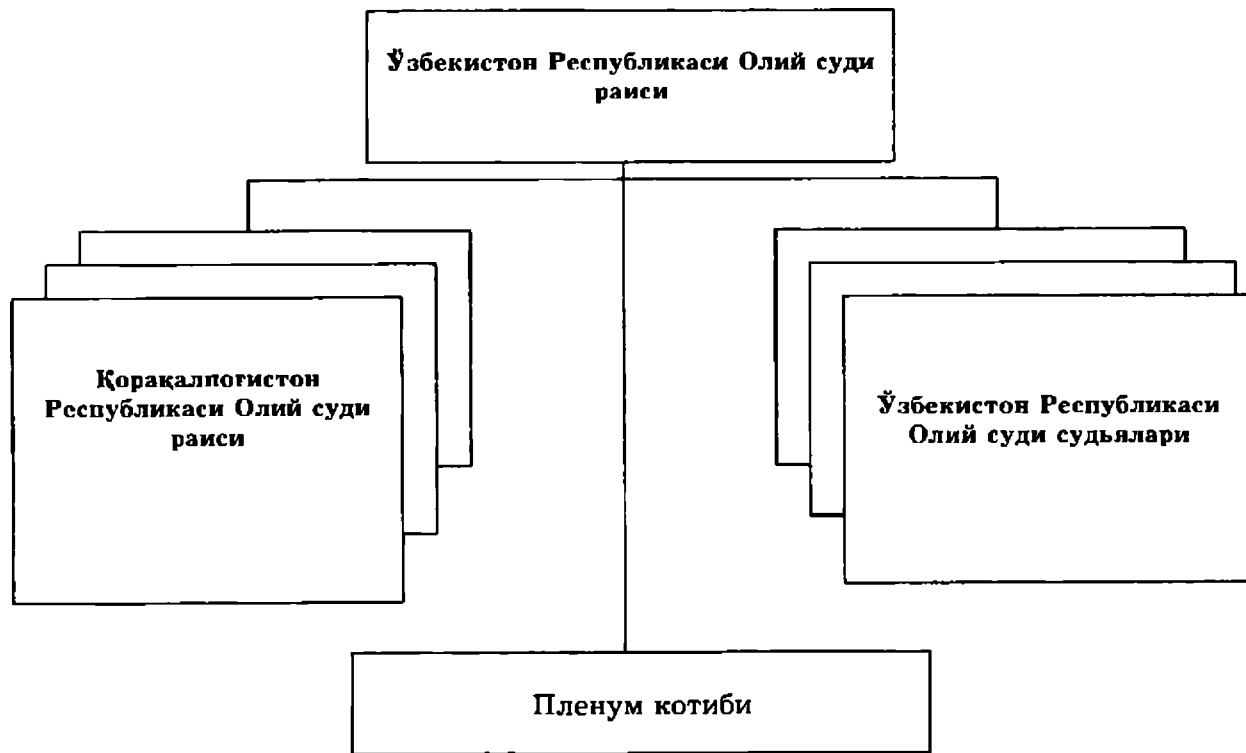 Ўзбекистон Республикаси Олий суди
раиси
Қорақалпоғистон
Республикаси Олий суди
раиси
Ўзбекистон Республикаси
Олий суди судьялари
Пленум котиби